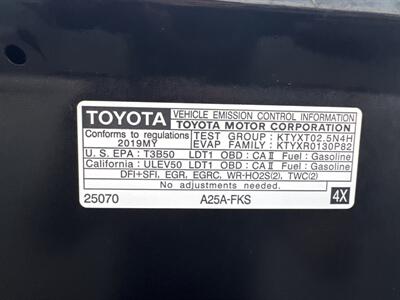 TOYOTA VEHICLE EMISSION CONTROL INFORMATION
TOYOTA MOTOR CORPORATION
Conforms to regulations TEST GROUP : KTYXT02.5N4H
2019MY EVAP FAMILY : KTYXR0130P82
U. S. EPA : T3B50 LDT1 OBD : CA II Fuel : Gasoline
California : ULEV50 LDT1 OBD : CA II Fuel : Gasoline
DFI+SFI, EGR, EGRC, WR-HO2S(2), TWC(2)
No adjustments needed.
25070 A25A-FKS 4X